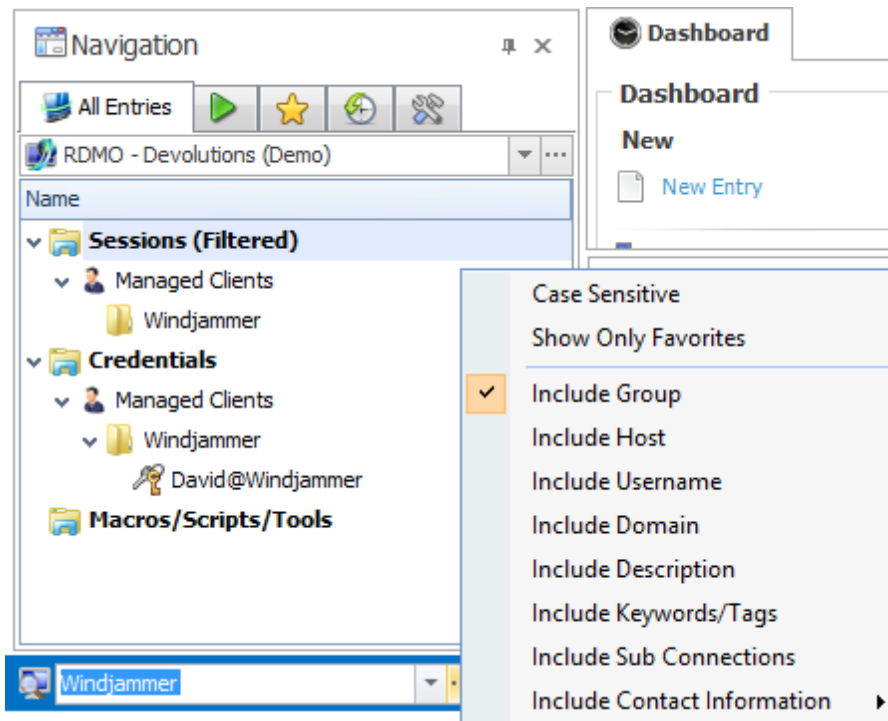 Navigation
All Entries
RDMO - Devolutions (Demo)
Name
Sessions (Filtered)
Managed Clients
Windjammer
Credentials
Managed Clients
Windjammer
David@Windjammer
Macros/Scripts/Tools
Windjammer
Dashboard
Dashboard
New
New Entry
Case Sensitive
Show Only Favorites
Include Group
Include Host
Include Username
Include Domain
Include Description
Include Keywords/Tags
Include Sub Connections
Include Contact Information